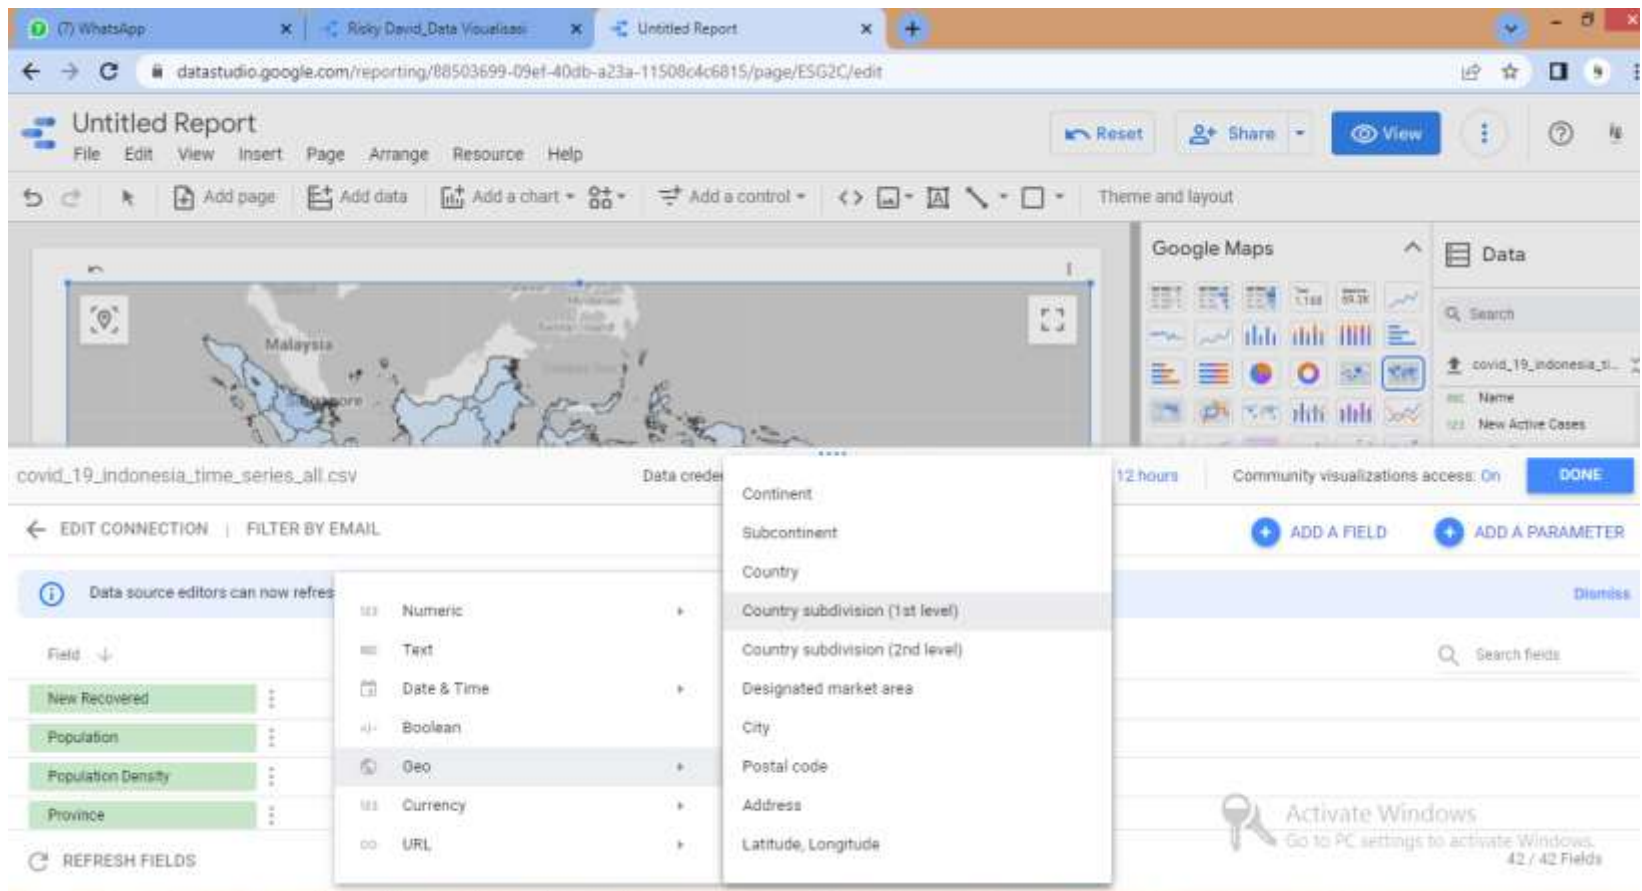 (7) WhatsApp
Risky David_Data Visualisasi
Untitled Report
datastudio.google.com/reporting/88503699-09ef-40db-a23a-11508c4c6815/page/ESG2C/edit
Untitled Report
Reset
Share
View
File Edit View Insert Page Arrange Resource Help
Add page Add data Add a chart Add a control Theme and layout
Google Maps
Data
Search
Malaysia
Singapore
covid_19_indonesia_ti...
Name
New Active Cases
covid_19_indonesia_time_series_all.csv
Data crede
12 hours
Community visualizations access: On
DONE
EDIT CONNECTION | FILTER BY EMAIL
ADD A FIELD
ADD A PARAMETER
Data source editors can now refres
Dismiss
Field
Search fields
New Recovered
Population
Population Density
Province
REFRESH FIELDS
Numeric
Text
Date & Time
Boolean
Geo
Currency
URL
Continent
Subcontinent
Country
Country subdivision (1st level)
Country subdivision (2nd level)
Designated market area
City
Postal code
Address
Latitude, Longitude
Activate Windows
Go to PC settings to activate Windows.
42 / 42 Fields